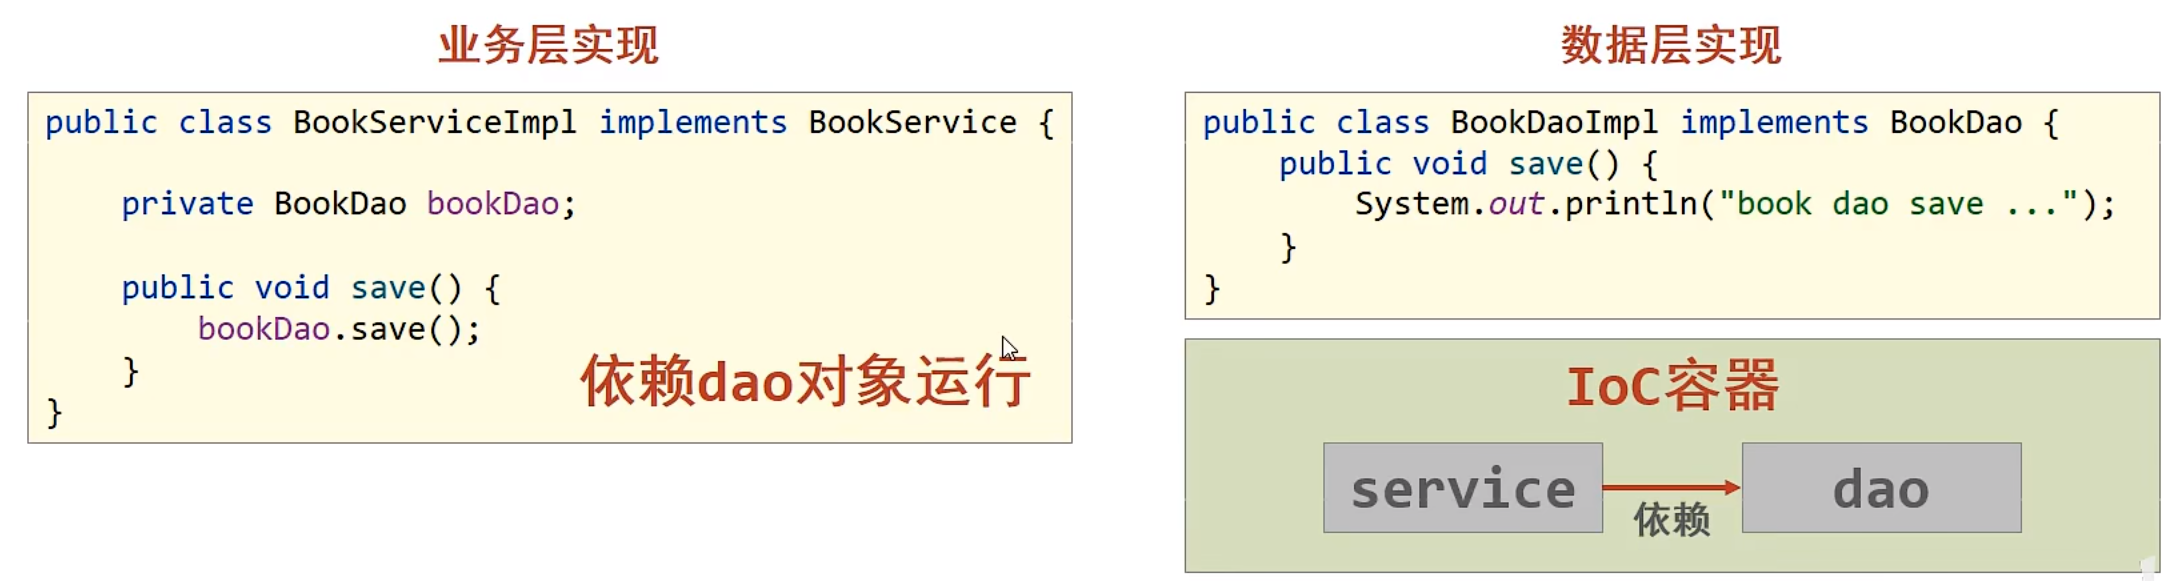 业务层实现
public class BookServiceImpl implements BookService {
private BookDao bookDao;
public void save() {
bookDao.save();
}
}
依赖dao对象运行
数据层实现
public class BookDaoImpl implements BookDao {
public void save() {
System.out.println("book dao save ...");
}
}
IoC容器
service
依赖
dao